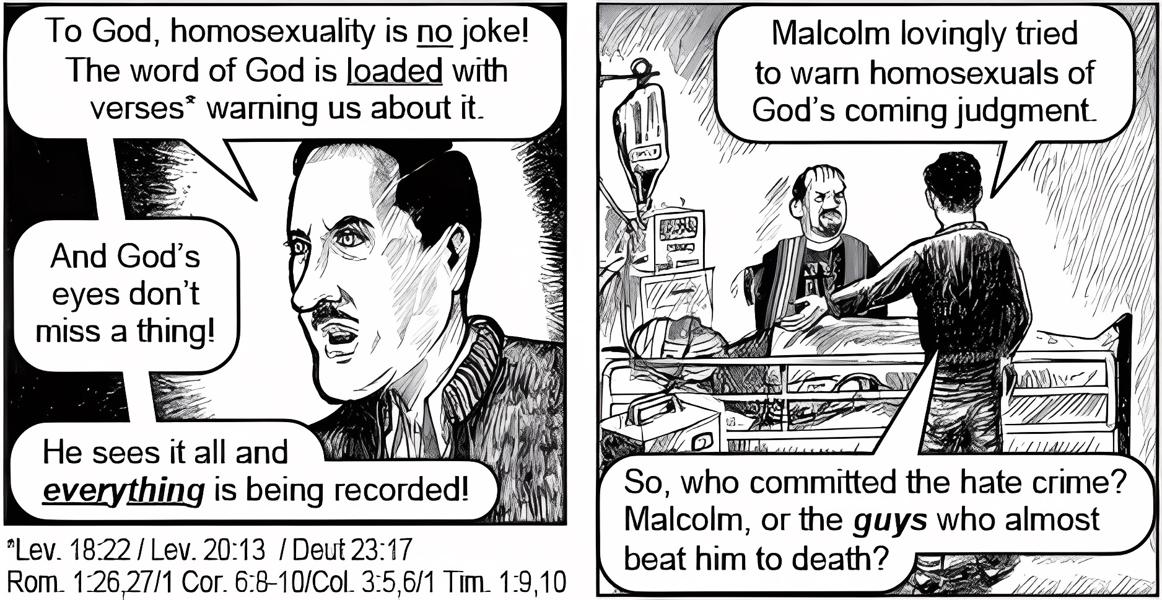 To God, homosexuality is no joke!
The word of God is loaded with
verses* warning us about it.
And God's
eyes don't
miss a thing!
He sees it all and
everything is being recorded!
*Lev. 18:22 / Lev. 20:13 / Deut 23:17
Rom. 1:26,27/1 Cor. 6:8-10/Col. 3:5,6/1 Tim. 1:9,10
Malcolm lovingly tried
to warn homosexuals of
God's coming judgment.
So, who committed the hate crime?
Malcolm, or the guys who almost
beat him to death?